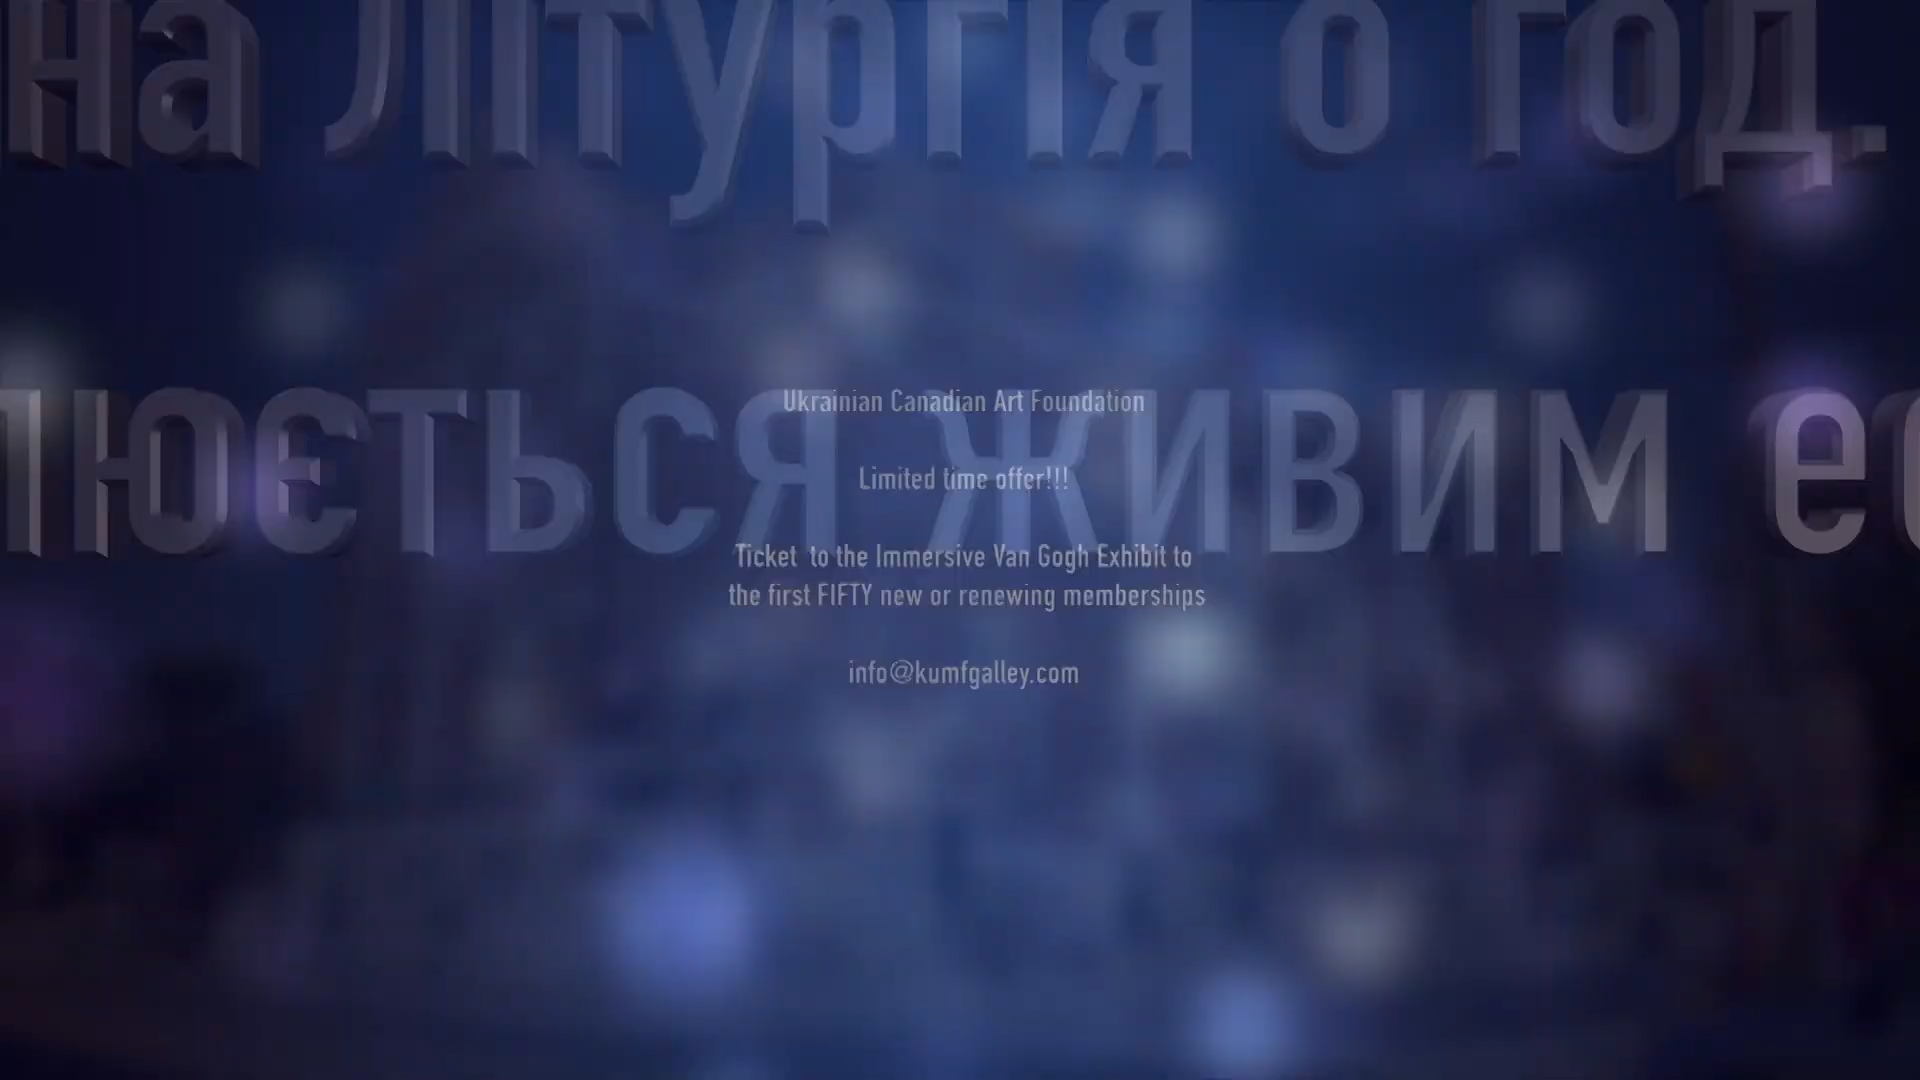 на Літургія о год.
Ukrainian Canadian Art Foundation
живим
Limited time offer!!!
Ticket to the Immersive Van Gogh Exhibit to
the first FIFTY new or renewing memberships
info@kumfgalley.com